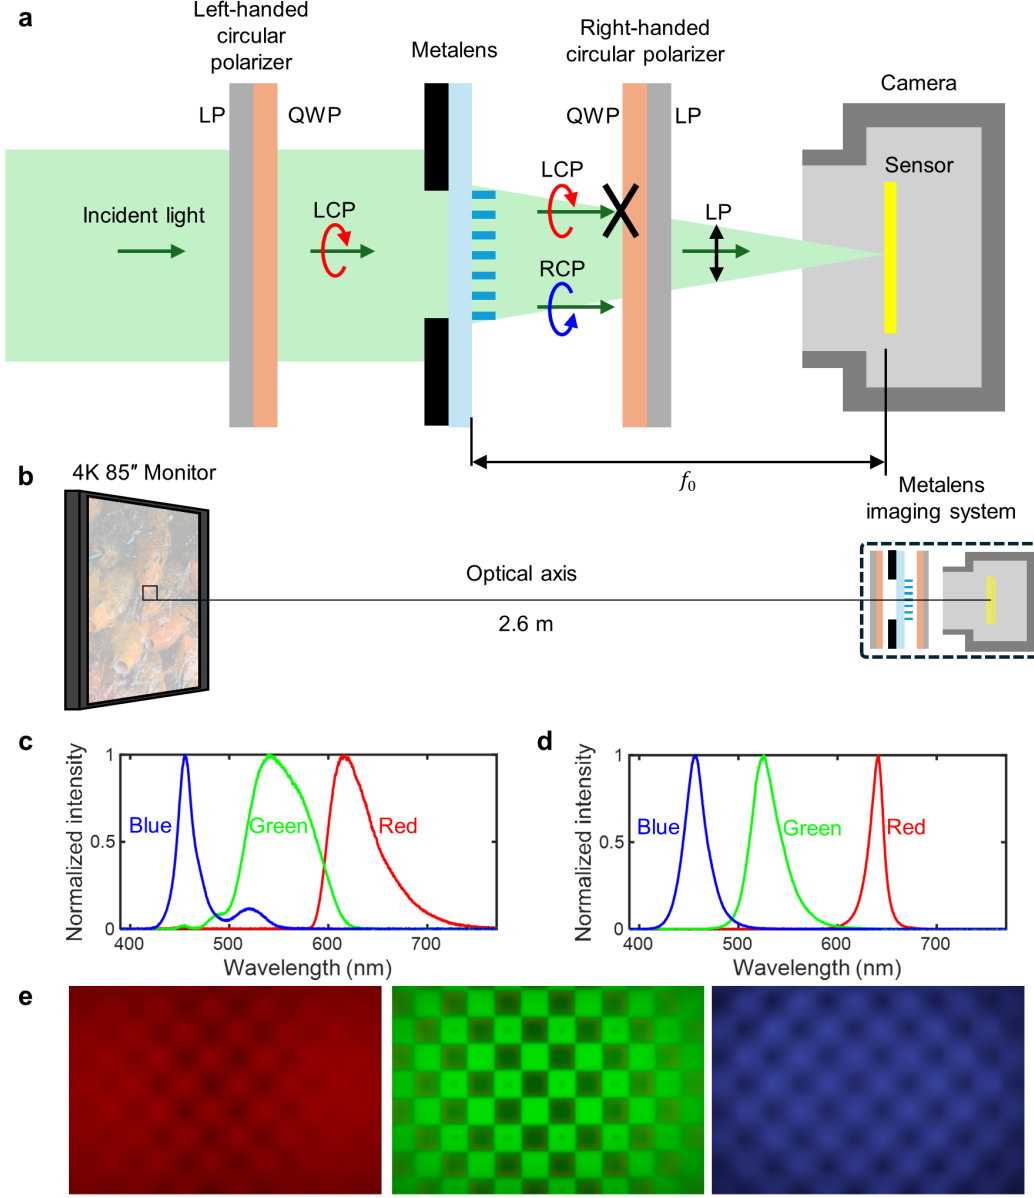 a
Left-handed
circular
polarizer
Metalens
Right-handed
circular polarizer
Camera
LP
QWP
QWP
LP
Sensor
Incident light
LCP
LCP
RCP
LP
f₀
b
4K 85″ Monitor
Metalens
imaging system
Optical axis
2.6 m
c
Normalized intensity
1
0.5
0
Blue
Green
Red
400
500
600
700
Wavelength (nm)
d
Normalized intensity
1
0.5
0
Blue
Green
Red
400
500
600
700
Wavelength (nm)
e